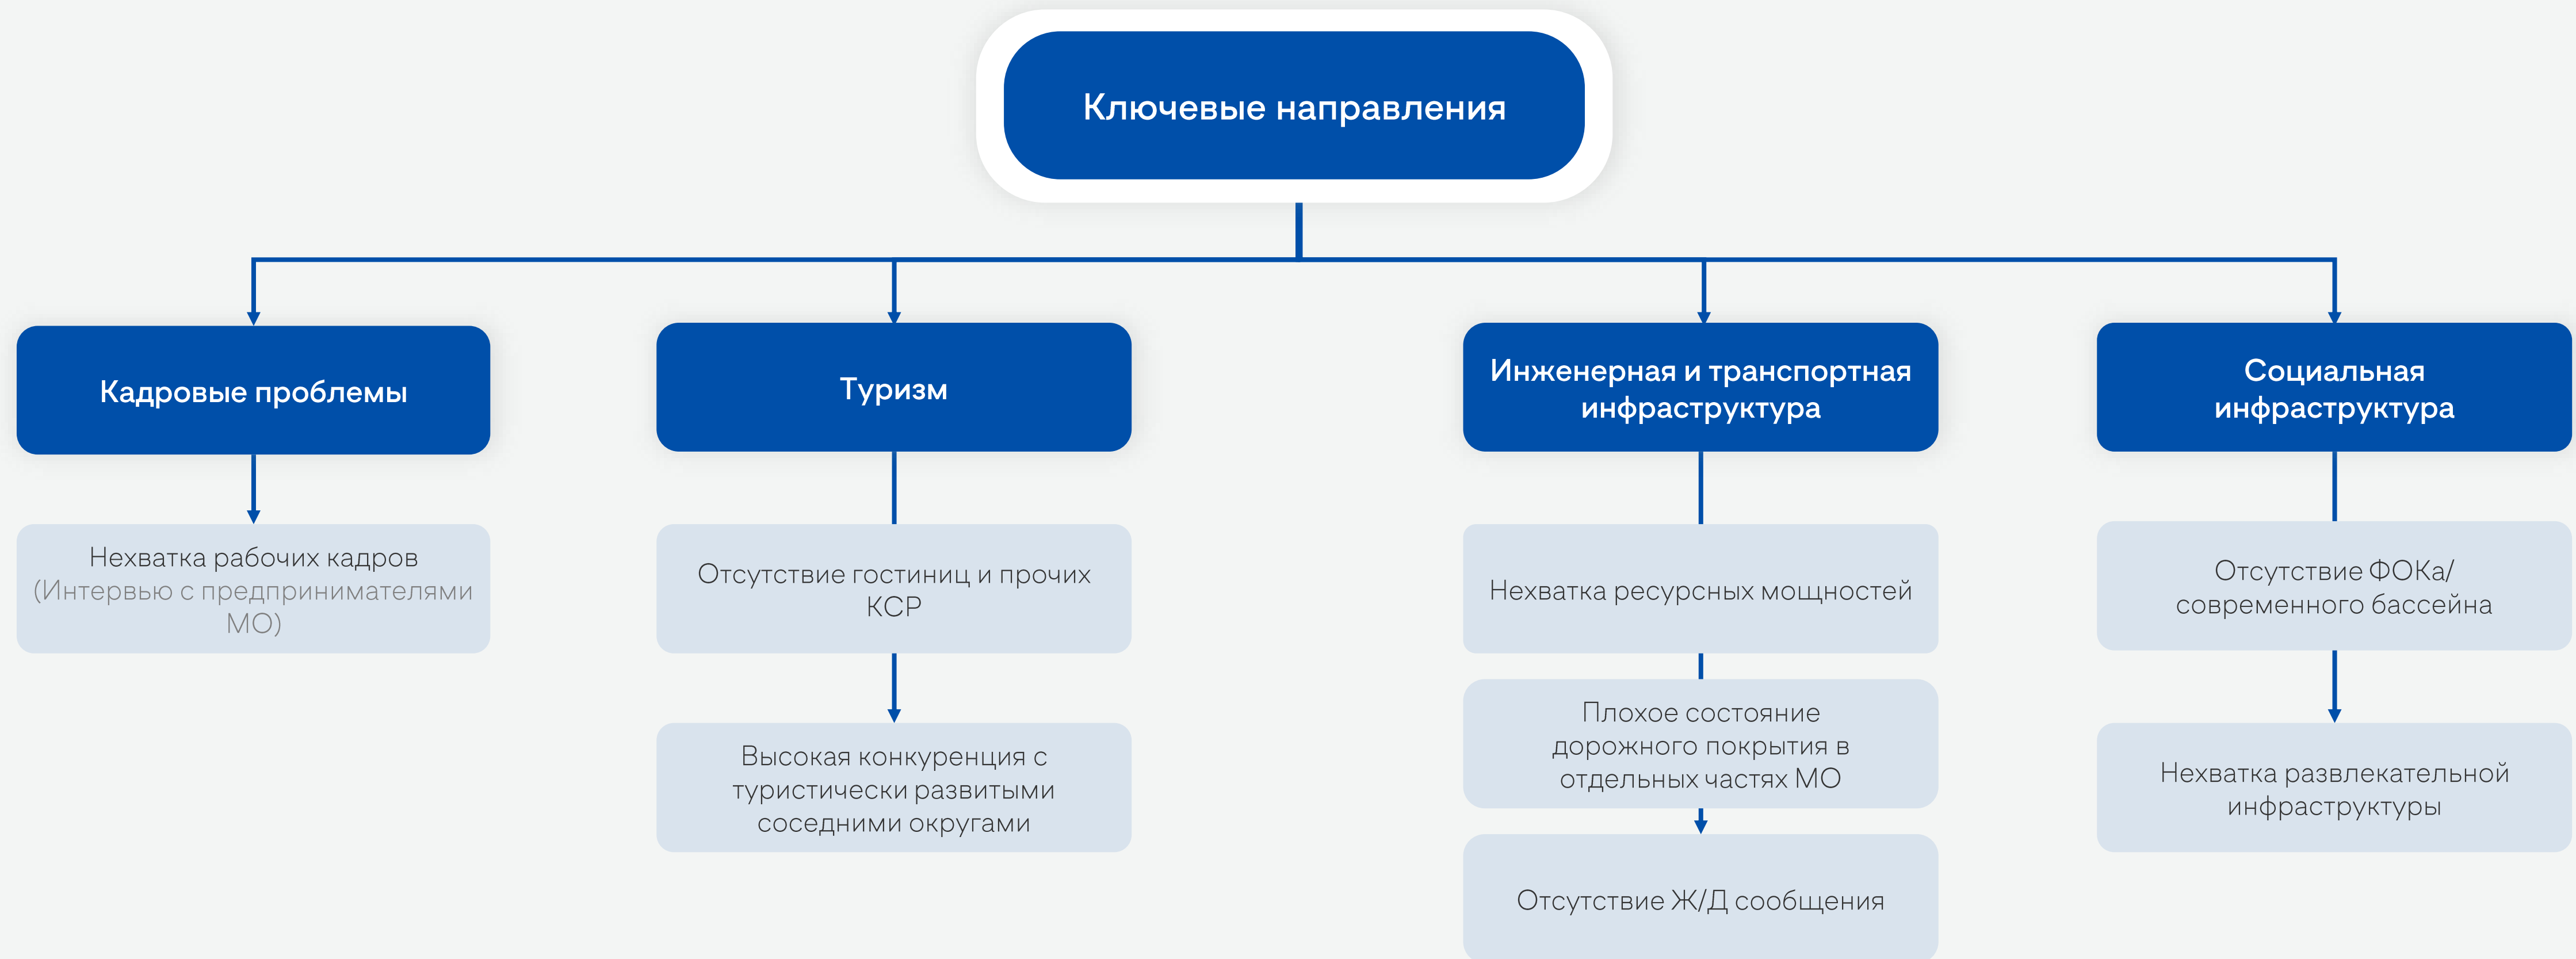 Ключевые направления
Кадровые проблемы
Нехватка рабочих кадров
(Интервью с предпринимателями
МО)
Туризм
Отсутствие гостиниц и прочих
КСР
Высокая конкуренция с
туристически развитыми
соседними округами
Инженерная и транспортная
инфраструктура
Нехватка ресурсных мощностей
Плохое состояние
дорожного покрытия в
отдельных частях МО
Отсутствие Ж/Д сообщения
Социальная
инфраструктура
Отсутствие ФОКа/
современного бассейна
Нехватка развлекательной
инфраструктуры